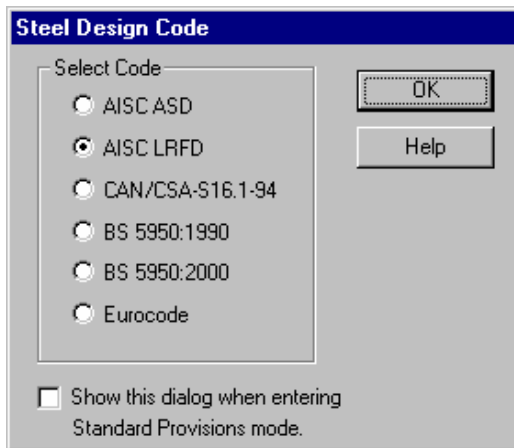 Steel Design Code
Select Code
AISC ASD
AISC LRFD
CAN/CSA-S16.1-94
BS 5950:1990
BS 5950:2000
Eurocode
OK
Help
Show this dialog when entering
Standard Provisions mode.